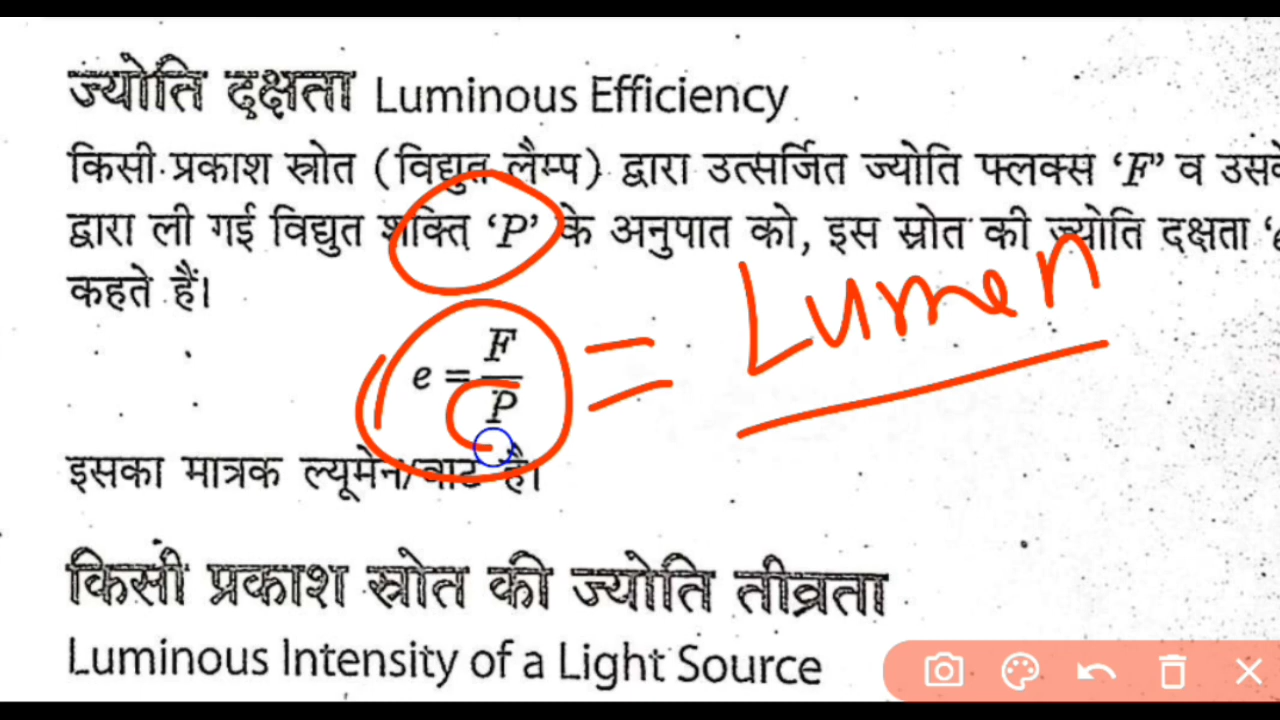 ज्योति दक्षता Luminous Efficiency
किसी प्रकाश स्रोत (विद्युत लैम्प) द्वारा उत्सर्जित ज्योति फ्लक्स ‘F’ व
द्वारा ली गई विद्युत शक्ति ‘P’ के अनुपात को, इस स्रोत की ज्योति दक्षता
कहते हैं।
e = F/P = Lumen
इसका मात्रक ल्यूमेन/वाट है।
किसी प्रकाश स्रोत की ज्योति तीव्रता
Luminous Intensity of a Light Source